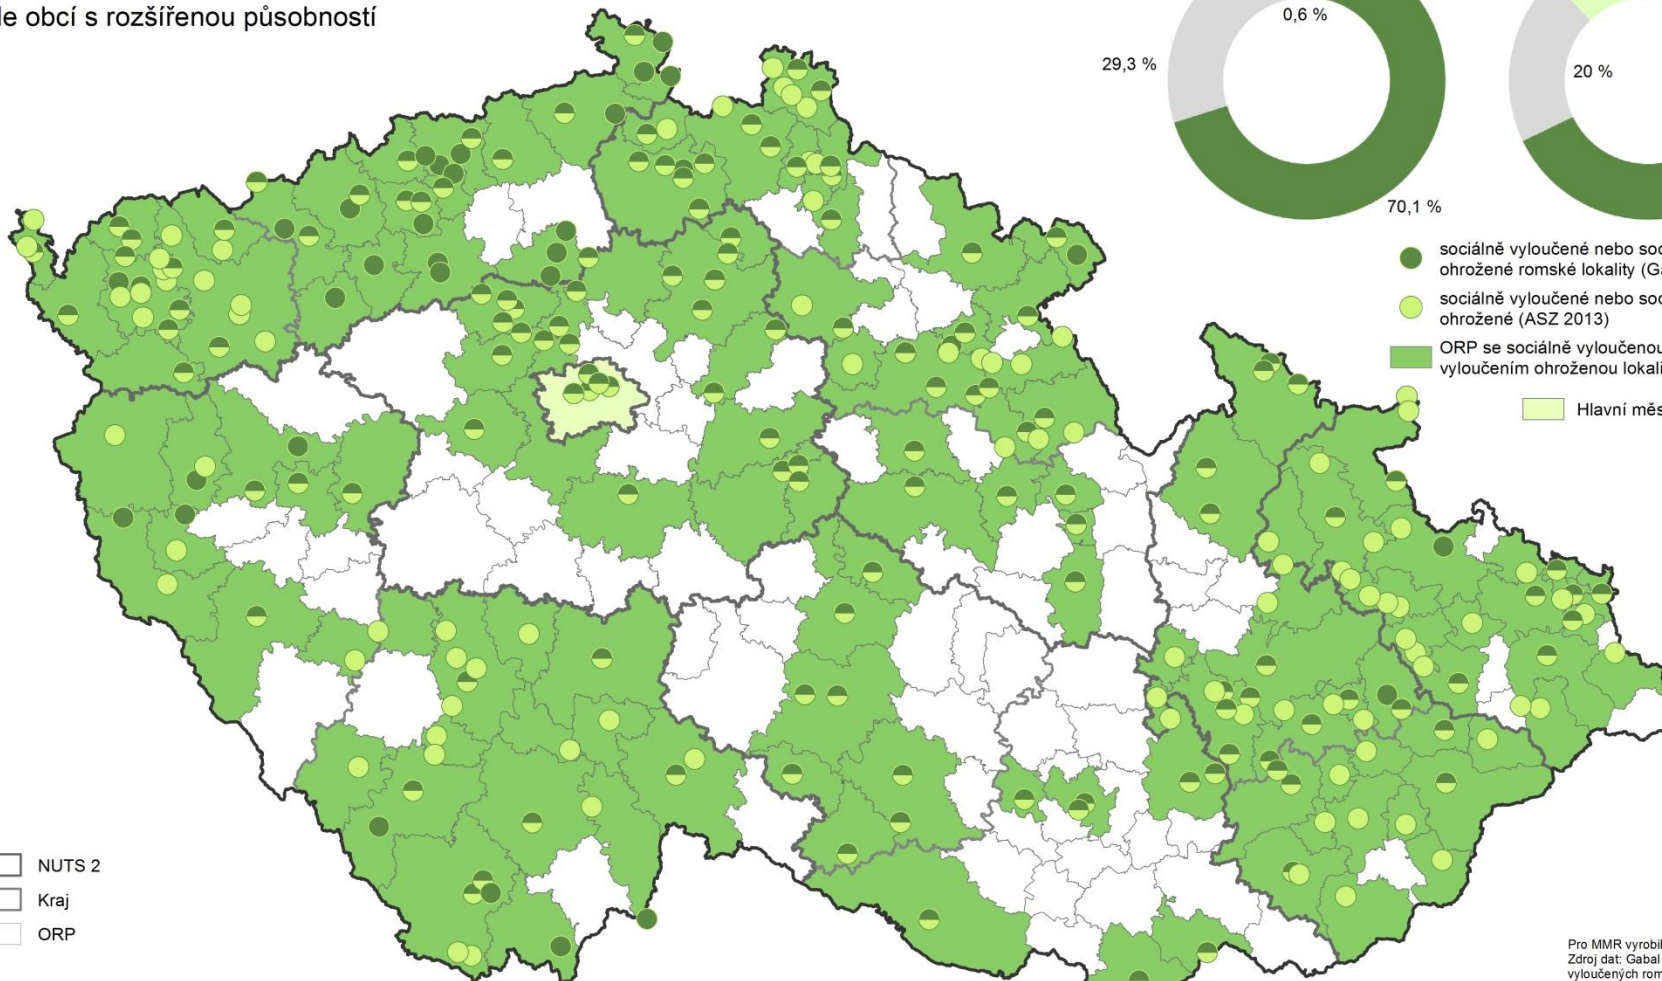 le obcí s rozšířenou působností
0,6 %
29,3 %
20 %
70,1 %
sociálně vyloučené nebo soc
ohrožené romské lokality (Ga
sociálně vyloučené nebo soc
ohrožené (ASZ 2013)
ORP se sociálně vyloučenou
vyloučením ohroženou lokali
Hlavní měs
NUTS 2
Kraj
ORP
Pro MMR vyrobil
Zdroj dat: Gabal
vyloučených rom